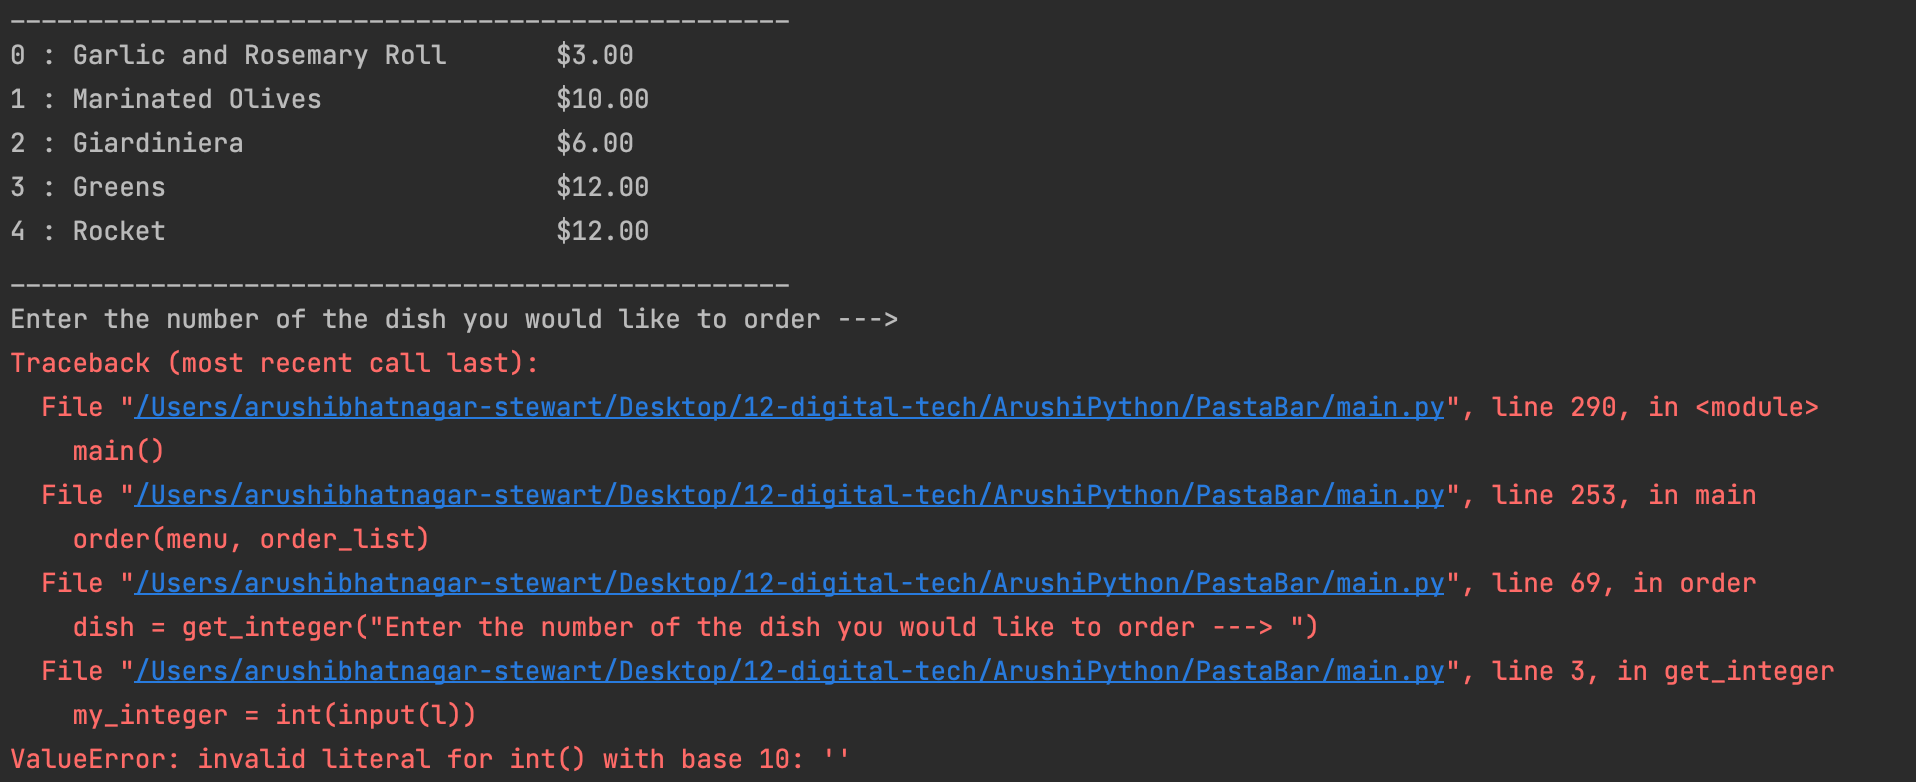 __________________________________________________
0 : Garlic and Rosemary Roll       $3.00
1 : Marinated Olives               $10.00
2 : Giardiniera                    $6.00
3 : Greens                         $12.00
4 : Rocket                         $12.00
__________________________________________________
Enter the number of the dish you would like to order --->
Traceback (most recent call last):
  File "/Users/arushibhatnagar-stewart/Desktop/12-digital-tech/ArushiPython/PastaBar/main.py", line 290, in <module>
    main()
  File "/Users/arushibhatnagar-stewart/Desktop/12-digital-tech/ArushiPython/PastaBar/main.py", line 253, in main
    order(menu, order_list)
  File "/Users/arushibhatnagar-stewart/Desktop/12-digital-tech/ArushiPython/PastaBar/main.py", line 69, in order
    dish = get_integer("Enter the number of the dish you would like to order ---> ")
  File "/Users/arushibhatnagar-stewart/Desktop/12-digital-tech/ArushiPython/PastaBar/main.py", line 3, in get_integer
    my_integer = int(input(l))
ValueError: invalid literal for int() with base 10: ''